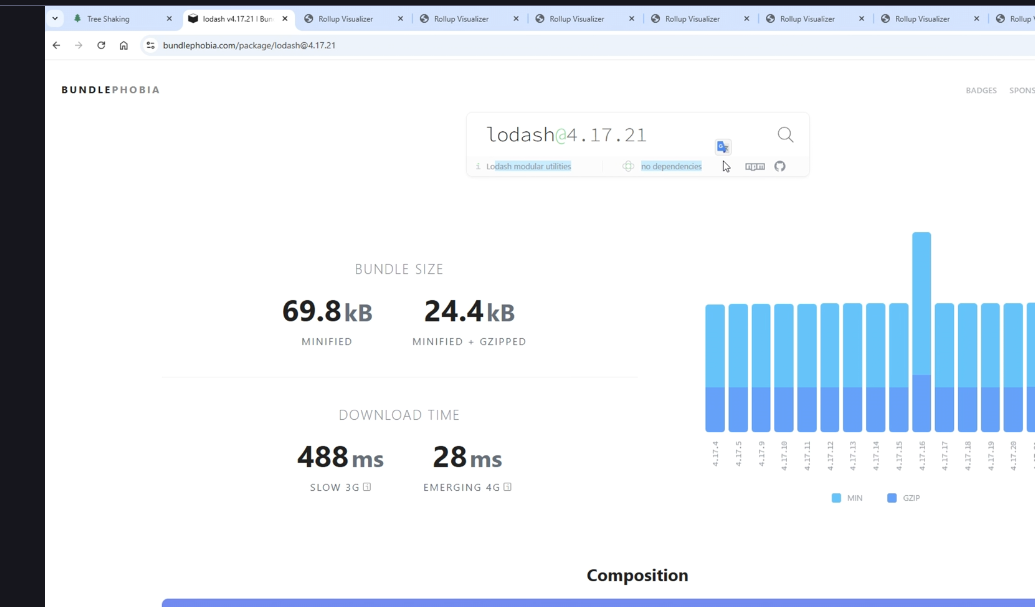 Tree Shaking
lodash v4.17.21 | Bun
Rollup Visualizer
Rollup Visualizer
Rollup Visualizer
Rollup Visualizer
Rollup Visualizer
Rollup Visualizer
Rollup
bundlephobia.com/package/lodash@4.17.21
BUNDLEPHOBIA
BADGES
SPONS
lodash@4.17.21
Lodash modular utilities
no dependencies
npm
BUNDLE SIZE
69.8 kB
MINIFIED
24.4 kB
MINIFIED + GZIPPED
DOWNLOAD TIME
488 ms
SLOW 3G
28 ms
EMERGING 4G
4.17.4
4.17.5
4.17.9
4.17.10
4.17.11
4.17.12
4.17.13
4.17.14
4.17.15
4.17.16
4.17.17
4.17.18
4.17.19
4.17.20
MIN
GZIP
Composition